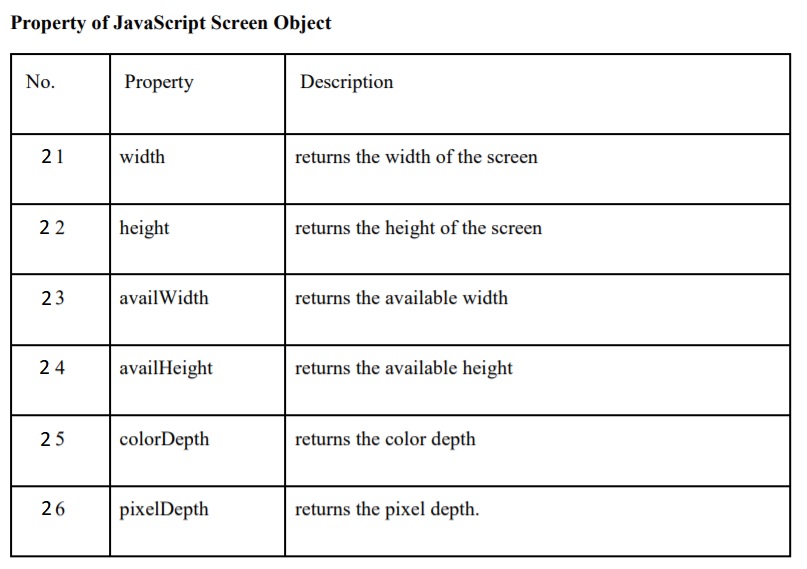 Property of JavaScript Screen Object
No. Property Description
21 width returns the width of the screen
22 height returns the height of the screen
23 availWidth returns the available width
24 availHeight returns the available height
25 colorDepth returns the color depth
26 pixelDepth returns the pixel depth.